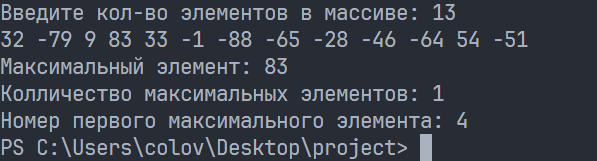 Введите кол-во элементов в массиве: 13
32 -79 9 83 33 -1 -88 -65 -28 -46 -64 54 -51
Максимальный элемент: 83
Колличество максимальных элементов: 1
Номер первого максимального элемента: 4
PS C:\Users\colov\Desktop\project>